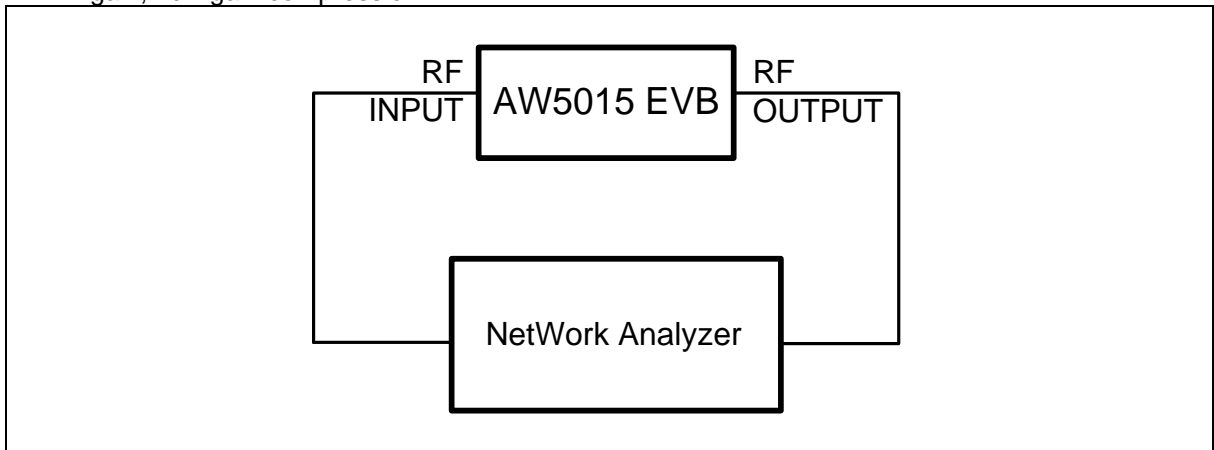 RF
INPUT
AW5015 EVB
RF
OUTPUT
NetWork Analyzer